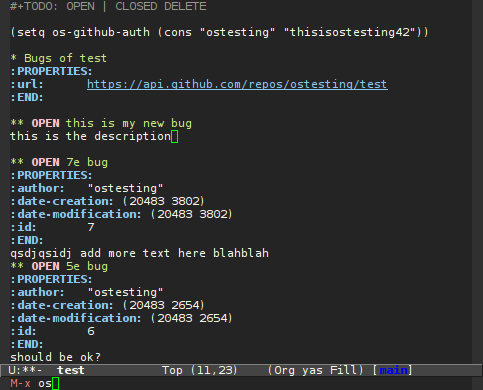 #+TODO: OPEN | CLOSED DELETE
(setq os-github-auth (cons "ostesting" "thisisostesting42"))
* Bugs of test
:PROPERTIES:
:url: https://api.github.com/repos/ostesting/test
:END:
** OPEN this is my new bug
this is the description
** OPEN 7e bug
:PROPERTIES:
:author: "ostesting"
:date-creation: (20483 3802)
:date-modification: (20483 3802)
:id: 7
:END:
qsdjqsidj add more text here blahblah
** OPEN 5e bug
:PROPERTIES:
:author: "ostesting"
:date-creation: (20483 2654)
:date-modification: (20483 2654)
:id: 6
:END:
should be ok?
U:**- test Top (11,23) (Org yas Fill) [main]
M-x os